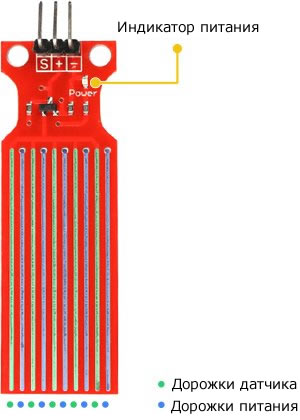 Индикатор питания
S + -
Power
Дорожки датчика
Дорожки питания